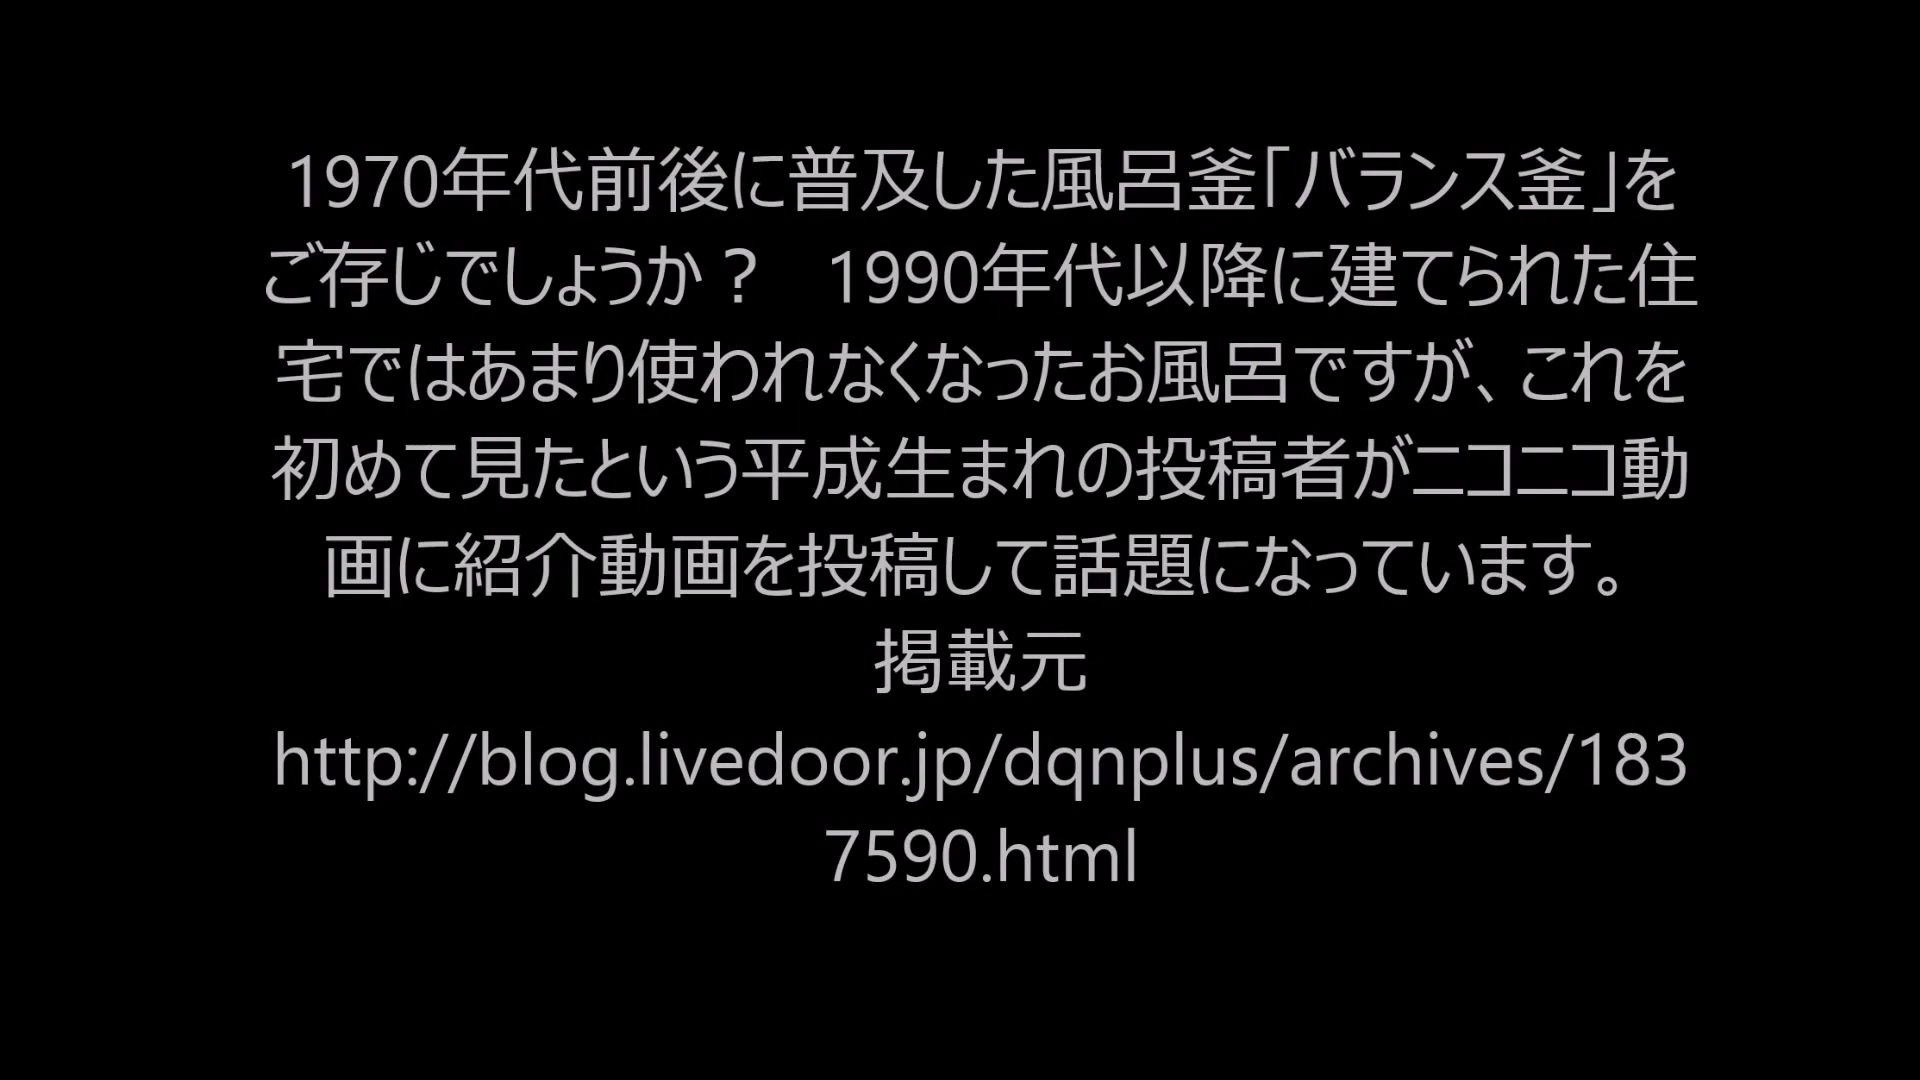 1970年代前後に普及した風呂釜「バランス釜」を
ご存じでしょうか？　1990年代以降に建てられた住
宅ではあまり使われなくなったお風呂ですが、これを
初めて見たという平成生まれの投稿者がニコニコ動
画に紹介動画を投稿して話題になっています。
掲載元
http://blog.livedoor.jp/dqnplus/archives/183
7590.html